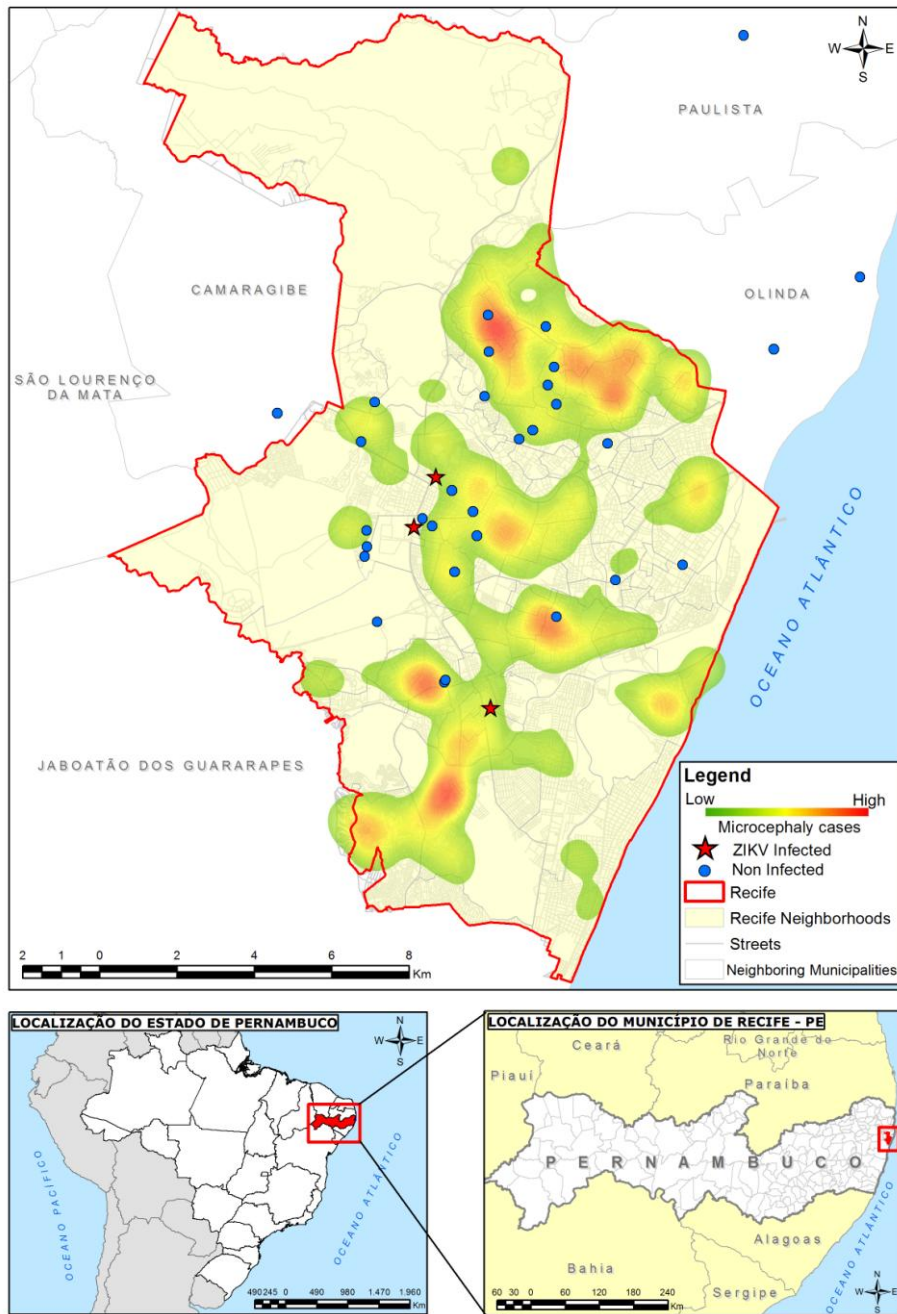 N
W E
S
PAULISTA
CAMARAGIBE
OLINDA
SÃO LOURENÇO
DA MATA
OCEANO ATLÂNTICO
JABOATÃO DOS GUARARAPES
Legend
Low High
Microcephaly cases
ZIKV Infected
Non Infected
Recife
Recife Neighborhoods
Streets
Neighboring Municipalities
2 1 0 2 4 6 8
Km
LOCALIZAÇÃO DO ESTADO DE PERNAMBUCO
N
W E
S
OCEANO PACÍFICO
OCEANO ATLÂNTICO
490 245 0 490 980 1.470 1.960
Km
LOCALIZAÇÃO DO MUNICÍPIO DE RECIFE - PE
Ceará
Rio Grande do
Norte
Piauí
Paraíba
PERNAMBUCO
Alagoas
Bahia
Sergipe
OCEANO ATLÂNTICO
N
W E
S
60 30 0 60 120 180 240
Km